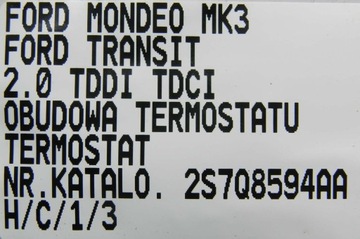 FORD MONDEO MK3
FORD TRANSIT
2.0 TDDI TDCI
OBUDOWA TERMOSTATU
TERMOSTAT
NR.KATALO. 2S7Q8594AA
H/C/1/3